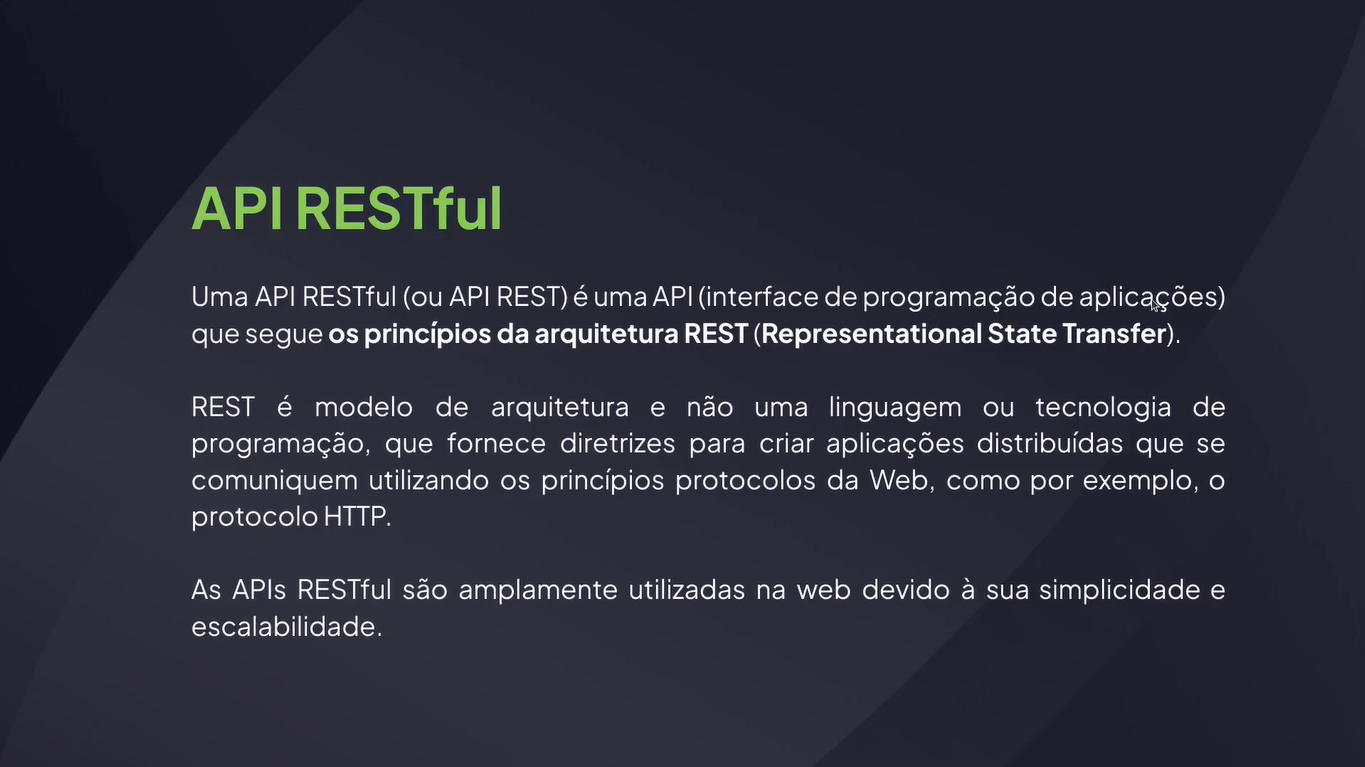 API RESTful
Uma API RESTful (ou API REST) é uma API (interface de programação de aplicações)
que segue os princípios da arquitetura REST (Representational State Transfer).
REST é modelo de arquitetura e não uma linguagem ou tecnologia de
programação, que fornece diretrizes para criar aplicações distribuídas que se
comuniquem utilizando os princípios protocolos da Web, como por exemplo, o
protocolo HTTP.
As APIs RESTful são amplamente utilizadas na web devido à sua simplicidade e
escalabilidade.